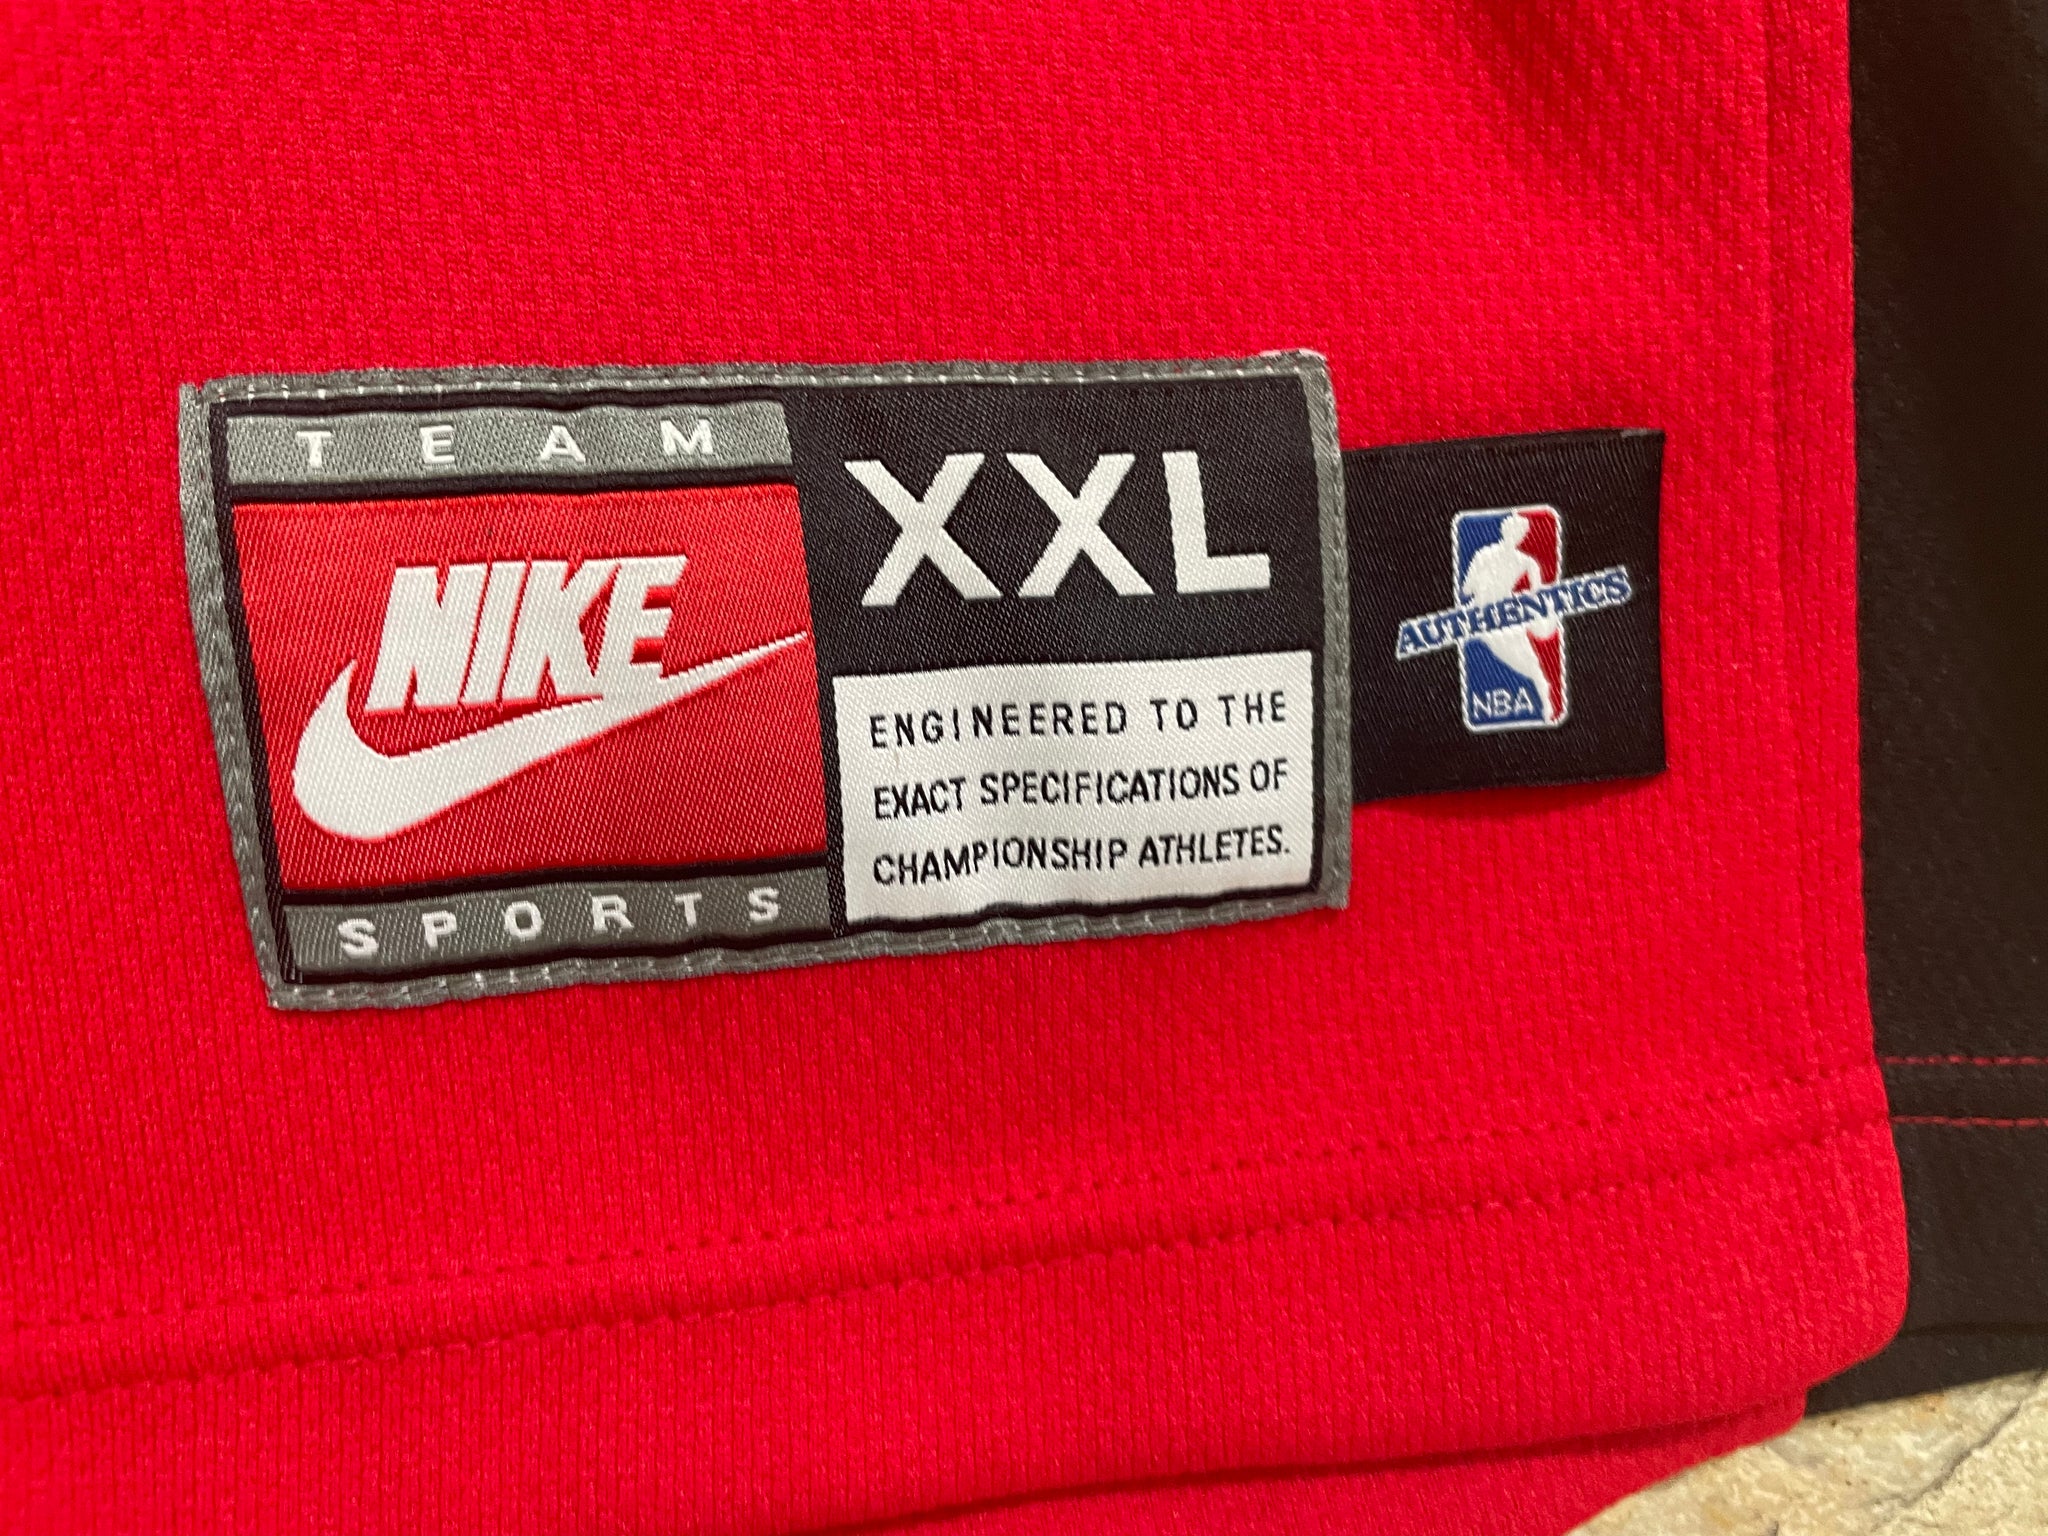 TEAM
NIKE
SPORTS
XXL
ENGINEERED TO THE
EXACT SPECIFICATIONS OF
CHAMPIONSHIP ATHLETES.
AUTHENTICS
NBA